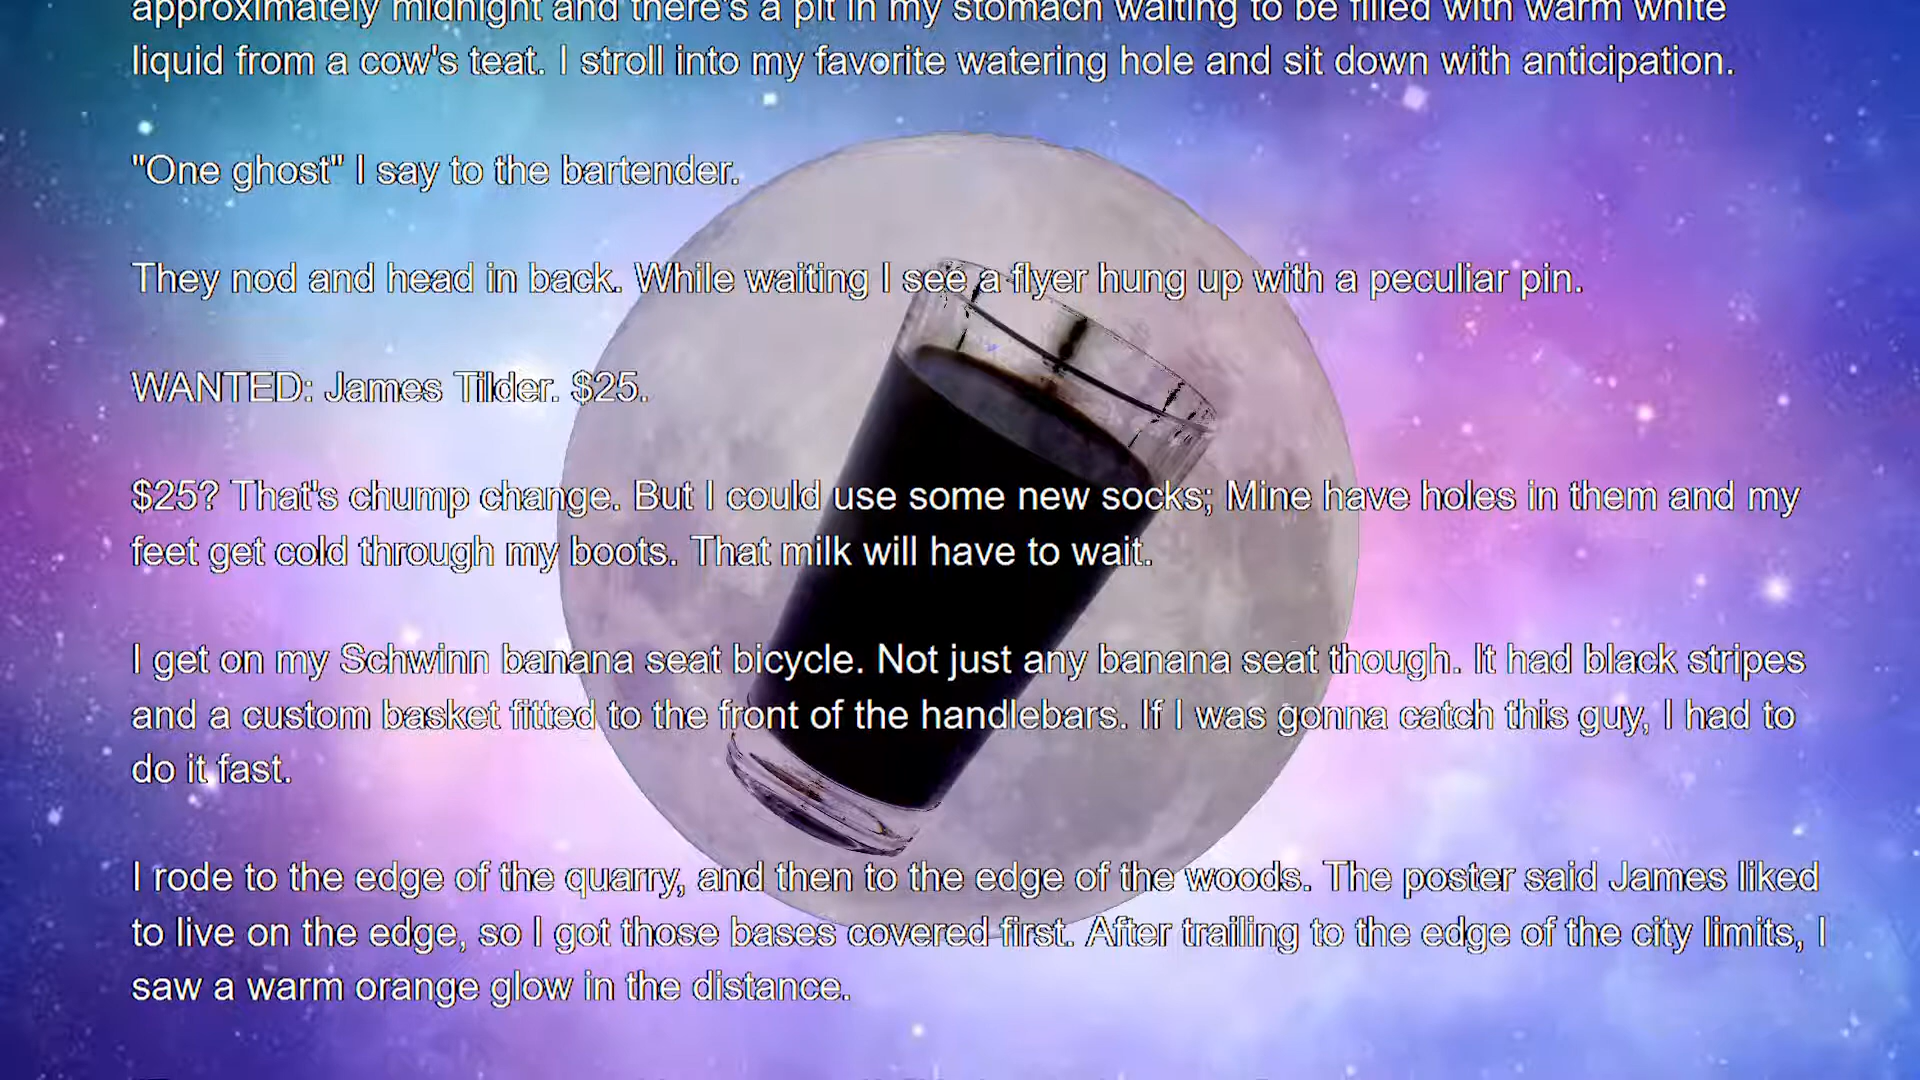 approximately midnight and there's a pit in my stomach waiting to be filled with warm white
liquid from a cow's teat. I stroll into my favorite watering hole and sit down with anticipation.
"One ghost" I say to the bartender.
They nod and head in back. While waiting I see a flyer hung up with a peculiar pin.
WANTED: James Tilder. $25.
$25? That's chump change. But I could use some new socks; Mine have holes in them and my
feet get cold through my boots. That milk will have to wait.
I get on my Schwinn banana seat bicycle. Not just any banana seat though. It had black stripes
and a custom basket fitted to the front of the handlebars. If I was gonna catch this guy, I had to
do it fast.
I rode to the edge of the quarry, and then to the edge of the woods. The poster said James liked
to live on the edge, so I got those bases covered first. After trailing to the edge of the city limits, I
saw a warm orange glow in the distance.